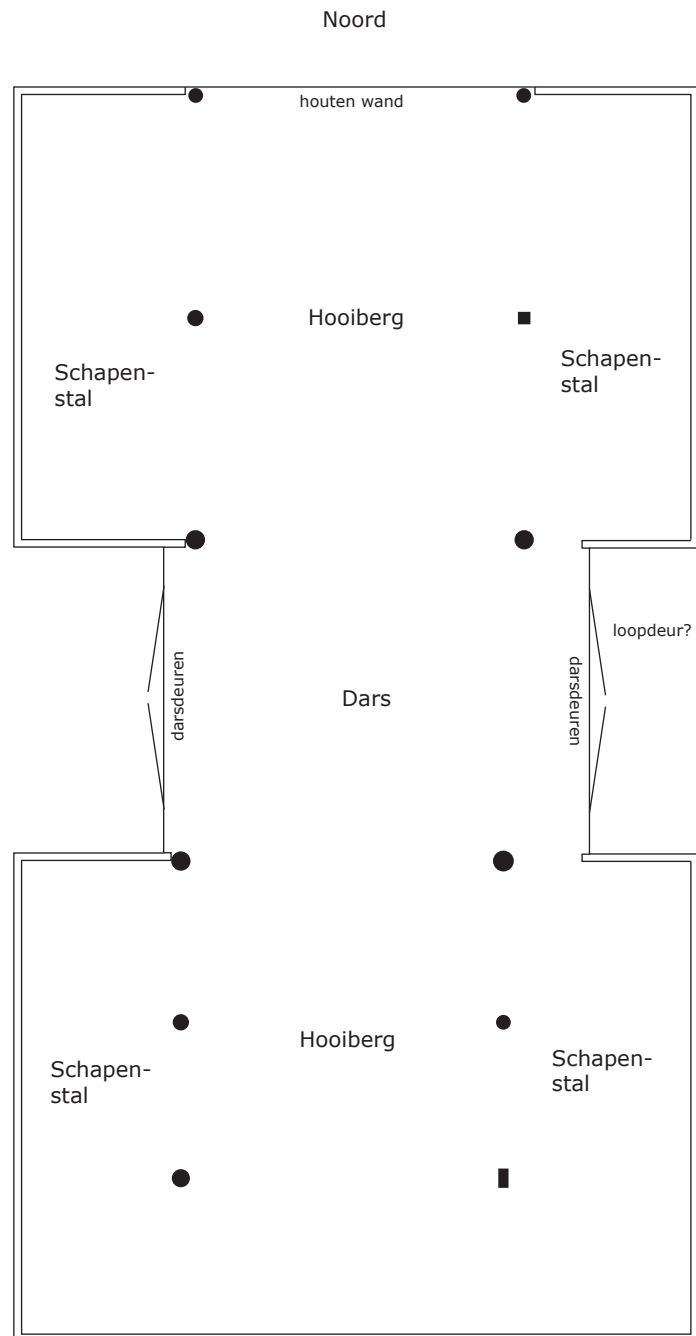 Noord
houten wand
Hooiberg
Schapen-
stal
Schapen-
stal
loopdeur?
darsdeuren
Dars
darsdeuren
Hooiberg
Schapen-
stal
Schapen-
stal